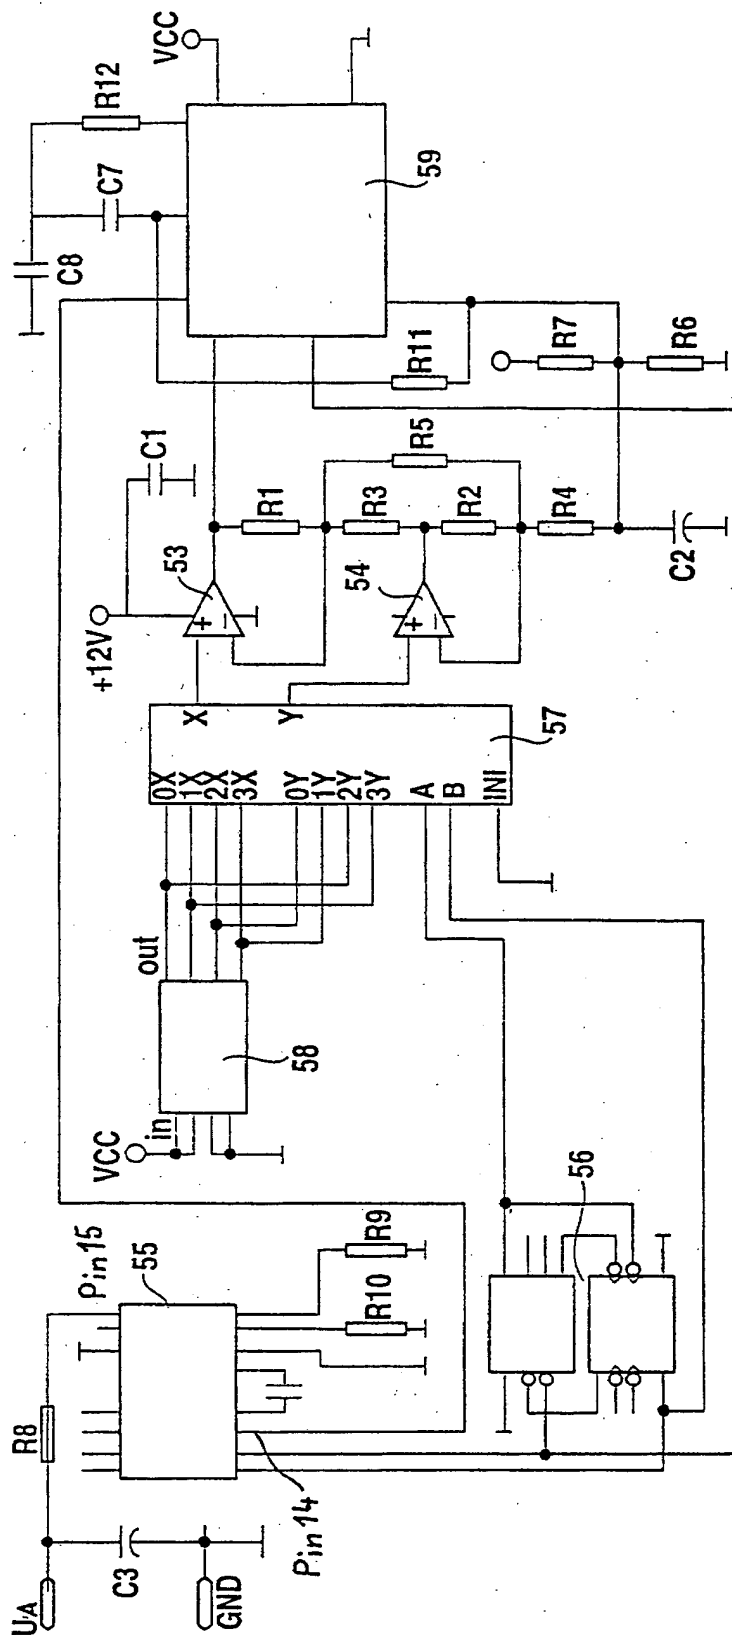 UA
GND
C3
R8
Pin 15
55
Pin 14
R10
R9
VCC
in
out
58
56
0X
1X
2X
3X
0Y
1Y
2Y
3Y
A
B
INI
X
Y
57
+12V
C1
+
−
53
+
−
54
R1
R3
R2
R4
R5
C2
R11
R7
R6
C8
C7
R12
VCC
59